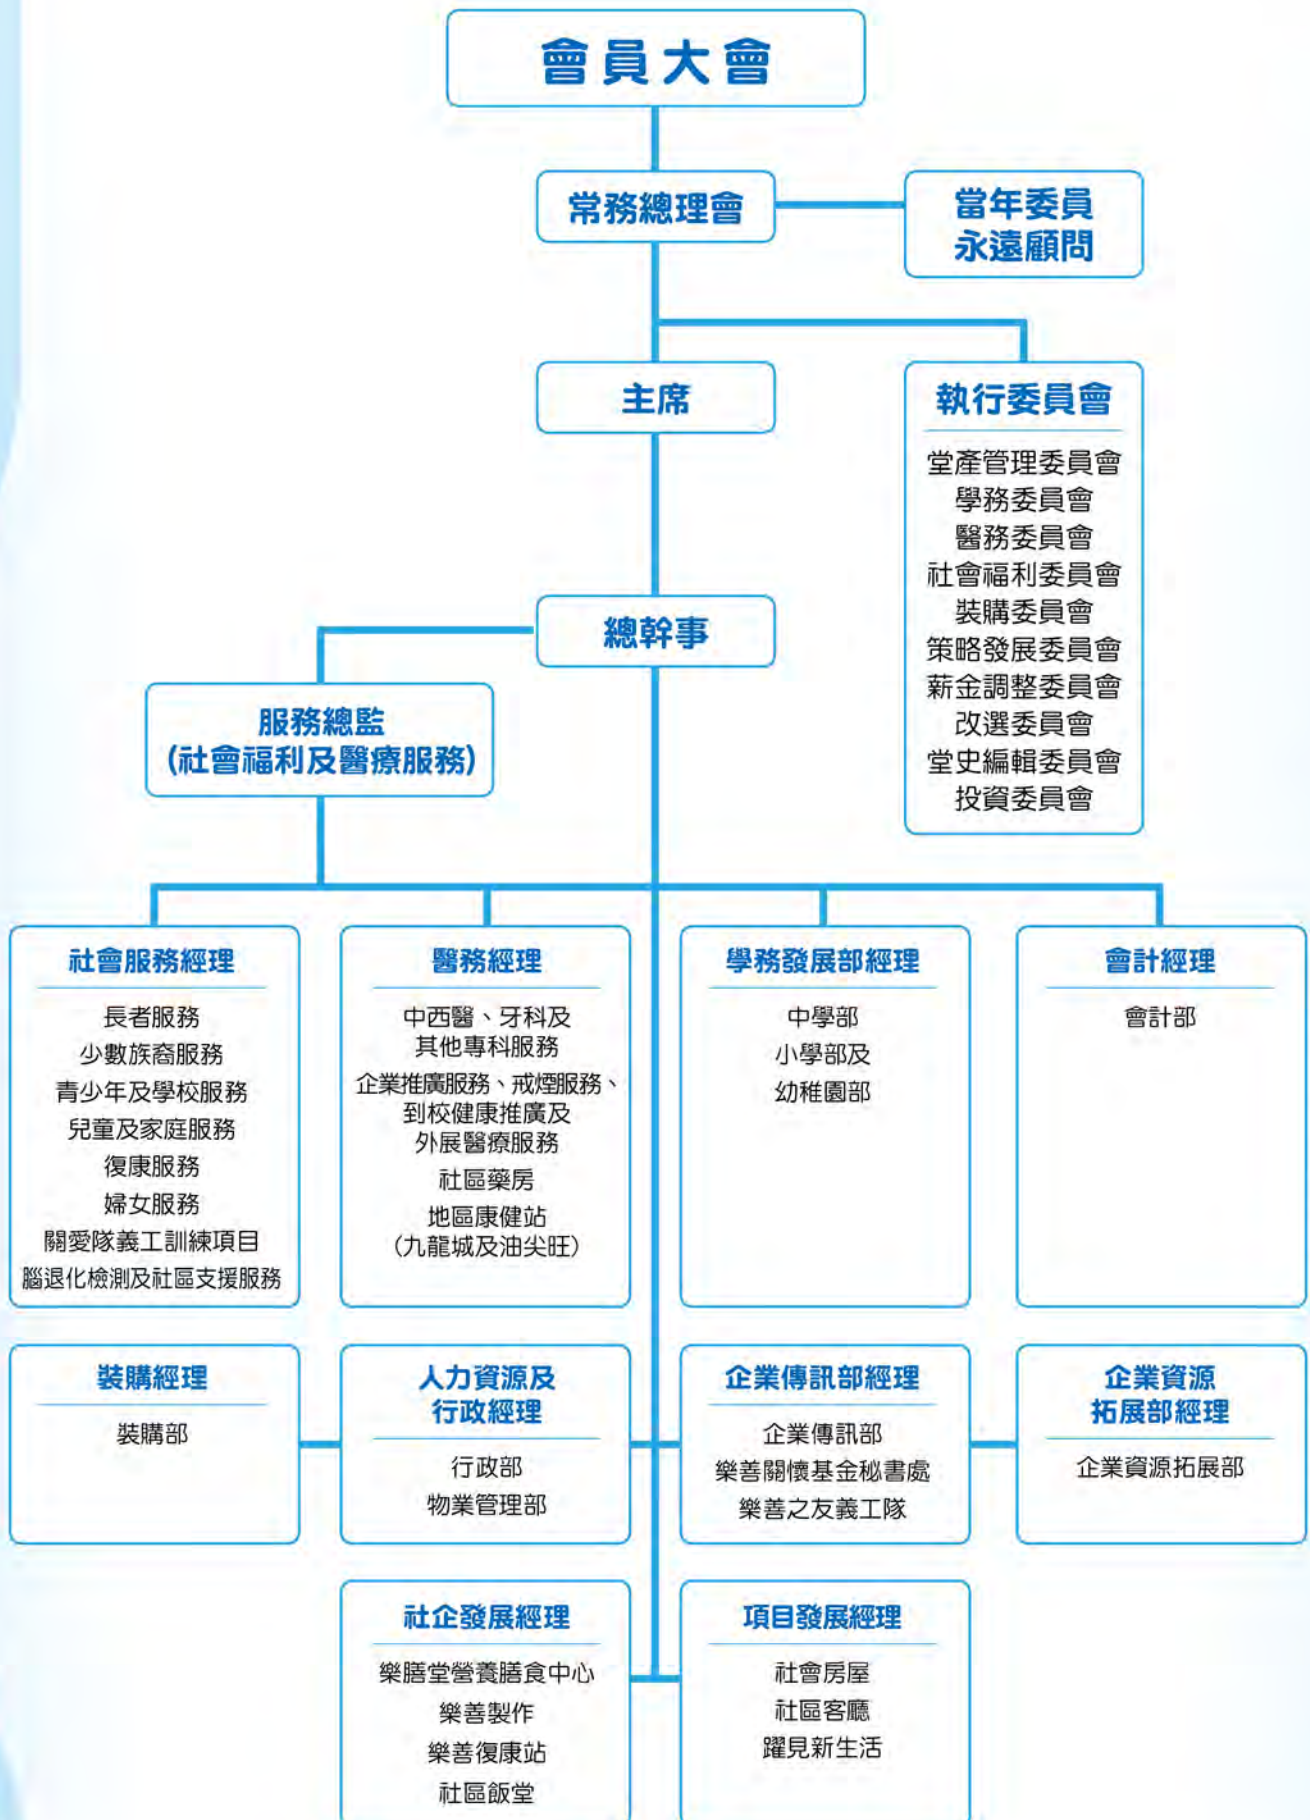 會員大會
常務總理會
當年委員
永遠顧問
主席
執行委員會
堂產管理委員會
學務委員會
醫務委員會
社會福利委員會
裝購委員會
策略發展委員會
薪金調整委員會
改選委員會
堂史編輯委員會
投資委員會
總幹事
服務總監
(社會福利及醫療服務)
社會服務經理
長者服務
少數族裔服務
青少年及學校服務
兒童及家庭服務
復康服務
婦女服務
關愛隊義工訓練項目
腦退化檢測及社區支援服務
醫務經理
中西醫、牙科及
其他專科服務
企業推廣服務、戒煙服務、
到校健康推廣及
外展醫療服務
社區藥房
地區康健站
(九龍城及油尖旺)
學務發展部經理
中學部
小學部及
幼稚園部
會計經理
會計部
裝購經理
裝購部
人力資源及
行政經理
行政部
物業管理部
企業傳訊部經理
企業傳訊部
樂善關懷基金秘書處
樂善之友義工隊
企業資源
拓展部經理
企業資源拓展部
社企發展經理
樂膳堂營養膳食中心
樂善製作
樂善復康站
社區飯堂
項目發展經理
社會房屋
社區客廳
躍見新生活